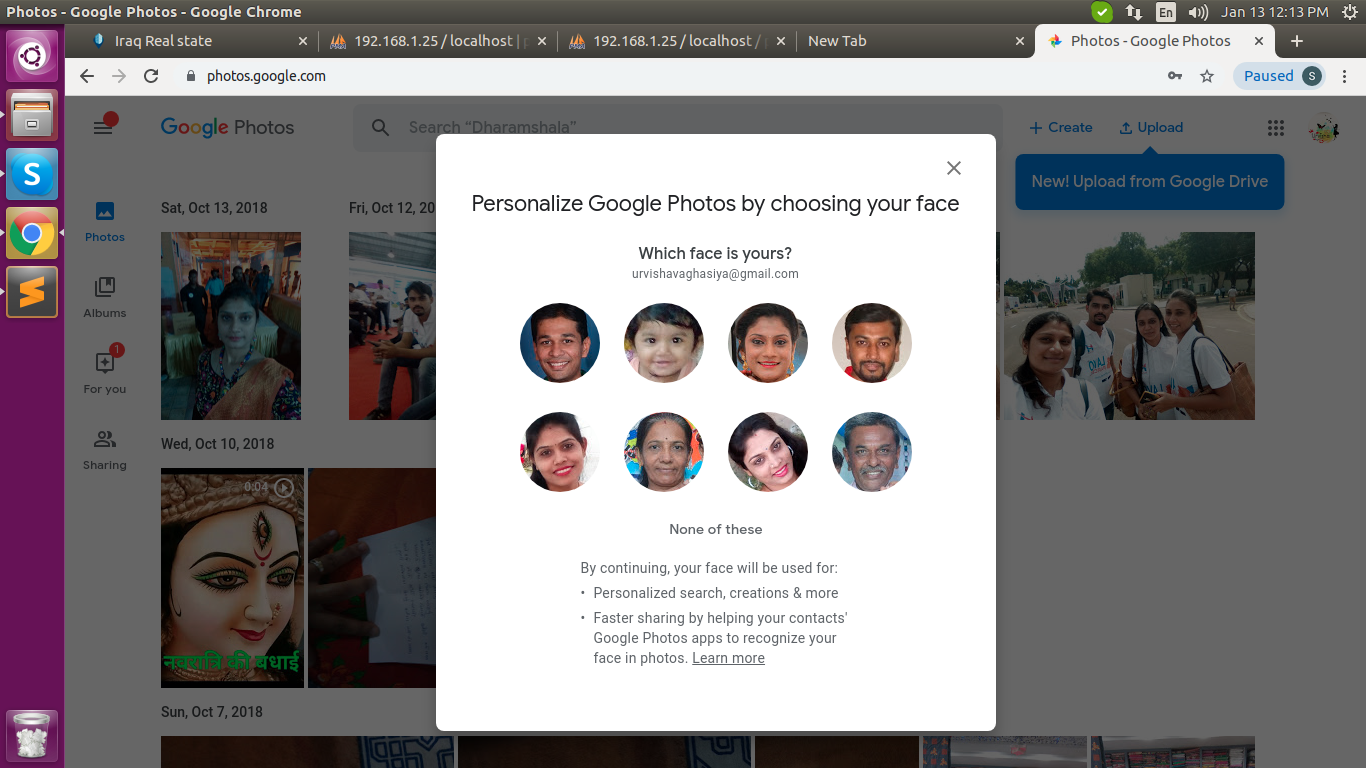 Photos - Google Photos - Google Chrome
En
Jan 13 12:13 PM
Iraq Real state
192.168.1.25 / localhost |
192.168.1.25 / localhost /
New Tab
Photos - Google Photos
photos.google.com
Paused
S
Google Photos
Search “Dharamshala”
Create
Upload
New! Upload from Google Drive
Photos
Albums
1
For you
Sharing
Sat, Oct 13, 2018
Fri, Oct 12, 20
Wed, Oct 10, 2018
0:04
नवरात्रि की बधाई
Sun, Oct 7, 2018
Personalize Google Photos by choosing your face
Which face is yours?
urvishavaghasiya@gmail.com
None of these
By continuing, your face will be used for:
• Personalized search, creations & more
• Faster sharing by helping your contacts'
Google Photos apps to recognize your
face in photos. Learn more